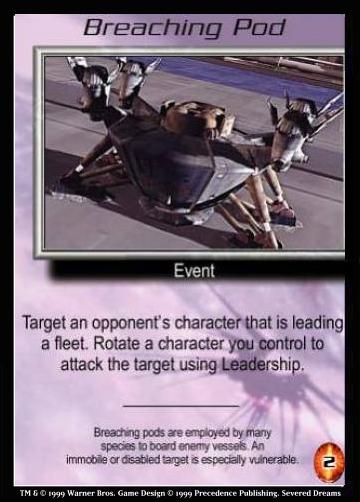 Breaching Pod
Event
Target an opponent's character that is leading
a fleet. Rotate a character you control to
attack the target using Leadership.
Breaching pods are employed by many
species to board enemy vessels. An
immobile or disabled target is especially vulnerable.
2
TM & © 1999 Warner Bros. Game Design © 1999 Precedence Publishing. Severed Dreams